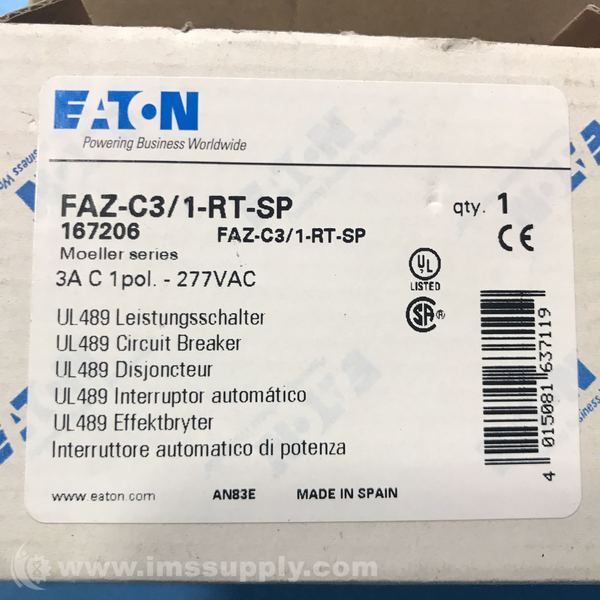 EATON
Powering Business Worldwide
FAZ-C3/1-RT-SP
qty. 1
167206 FAZ-C3/1-RT-SP
CE
Moeller series
3A C 1pol. - 277VAC
UL
LISTED
SA ®
UL489 Leistungsschalter
UL489 Circuit Breaker
UL489 Disjoncteur
UL489 Interruptor automático
UL489 Effektbryter
Interruttore automatico di potenza
4 015081 637119
www.eaton.com AN83E MADE IN SPAIN
www.imssupply.com